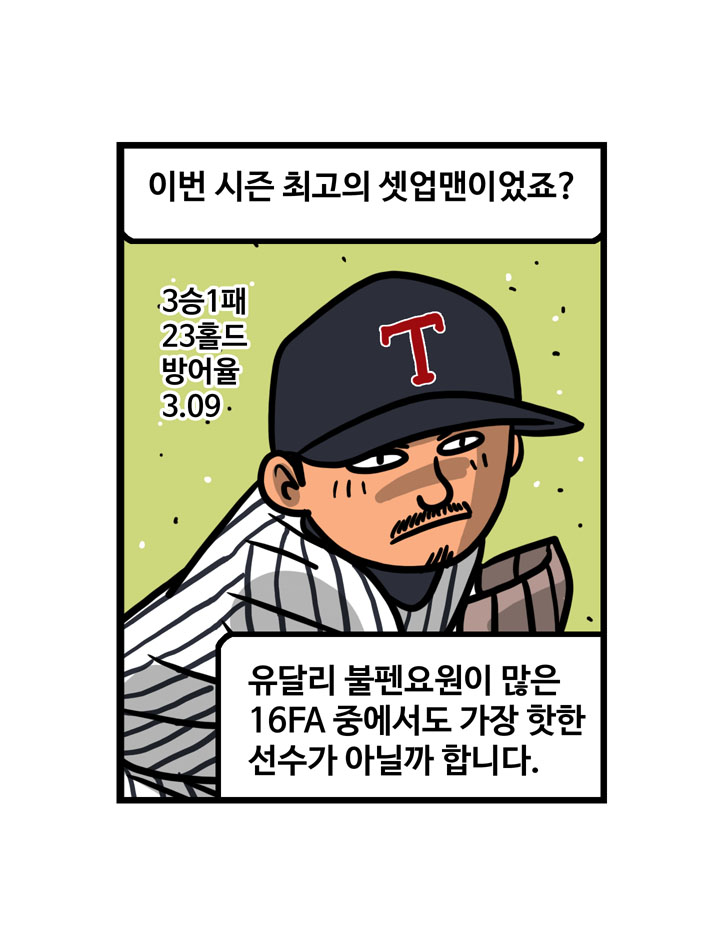 이번 시즌 최고의 셋업맨이었죠?
3승1패
23홀드
방어율
3.09
T
유달리 불펜요원이 많은
16FA 중에서도 가장 핫한
선수가 아닐까 합니다.